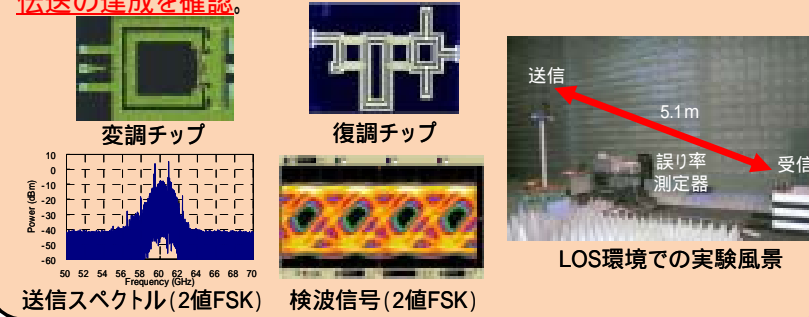 伝送の達成を確認。
変調チップ
復調チップ
送信
5.1m
誤り率
測定器
受信
LOS環境での実験風景
10
0
-10
-20
-30
-40
-50
-60
Power (dBm)
50 52 54 56 58 60 62 64 66 68 70
Frequency (GHz)
送信スペクトル(2値FSK)
検波信号(2値FSK)